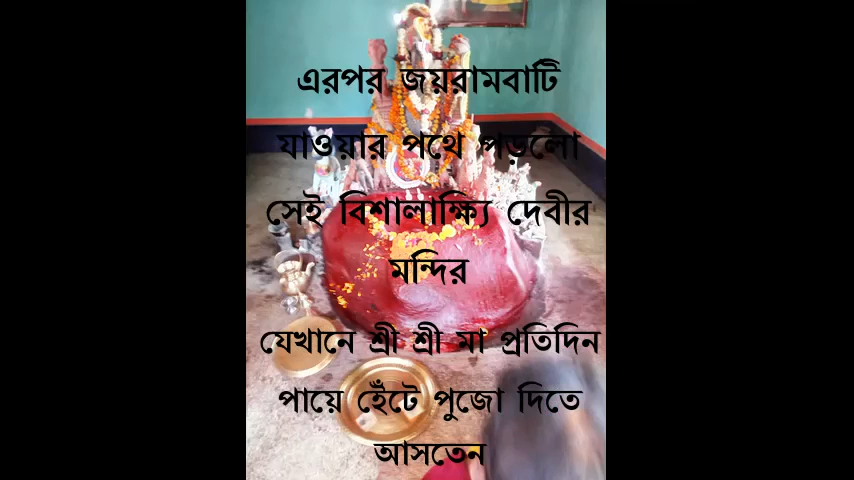 এরপর জয়রামবাটি
যাওয়ার পথে পড়লো
সেই বিশালাক্ষ্যি দেবীর
মন্দির
যেখানে শ্রী শ্রী মা প্রতিদিন
পায়ে হেঁটে পুজো দিতে
আসতেন